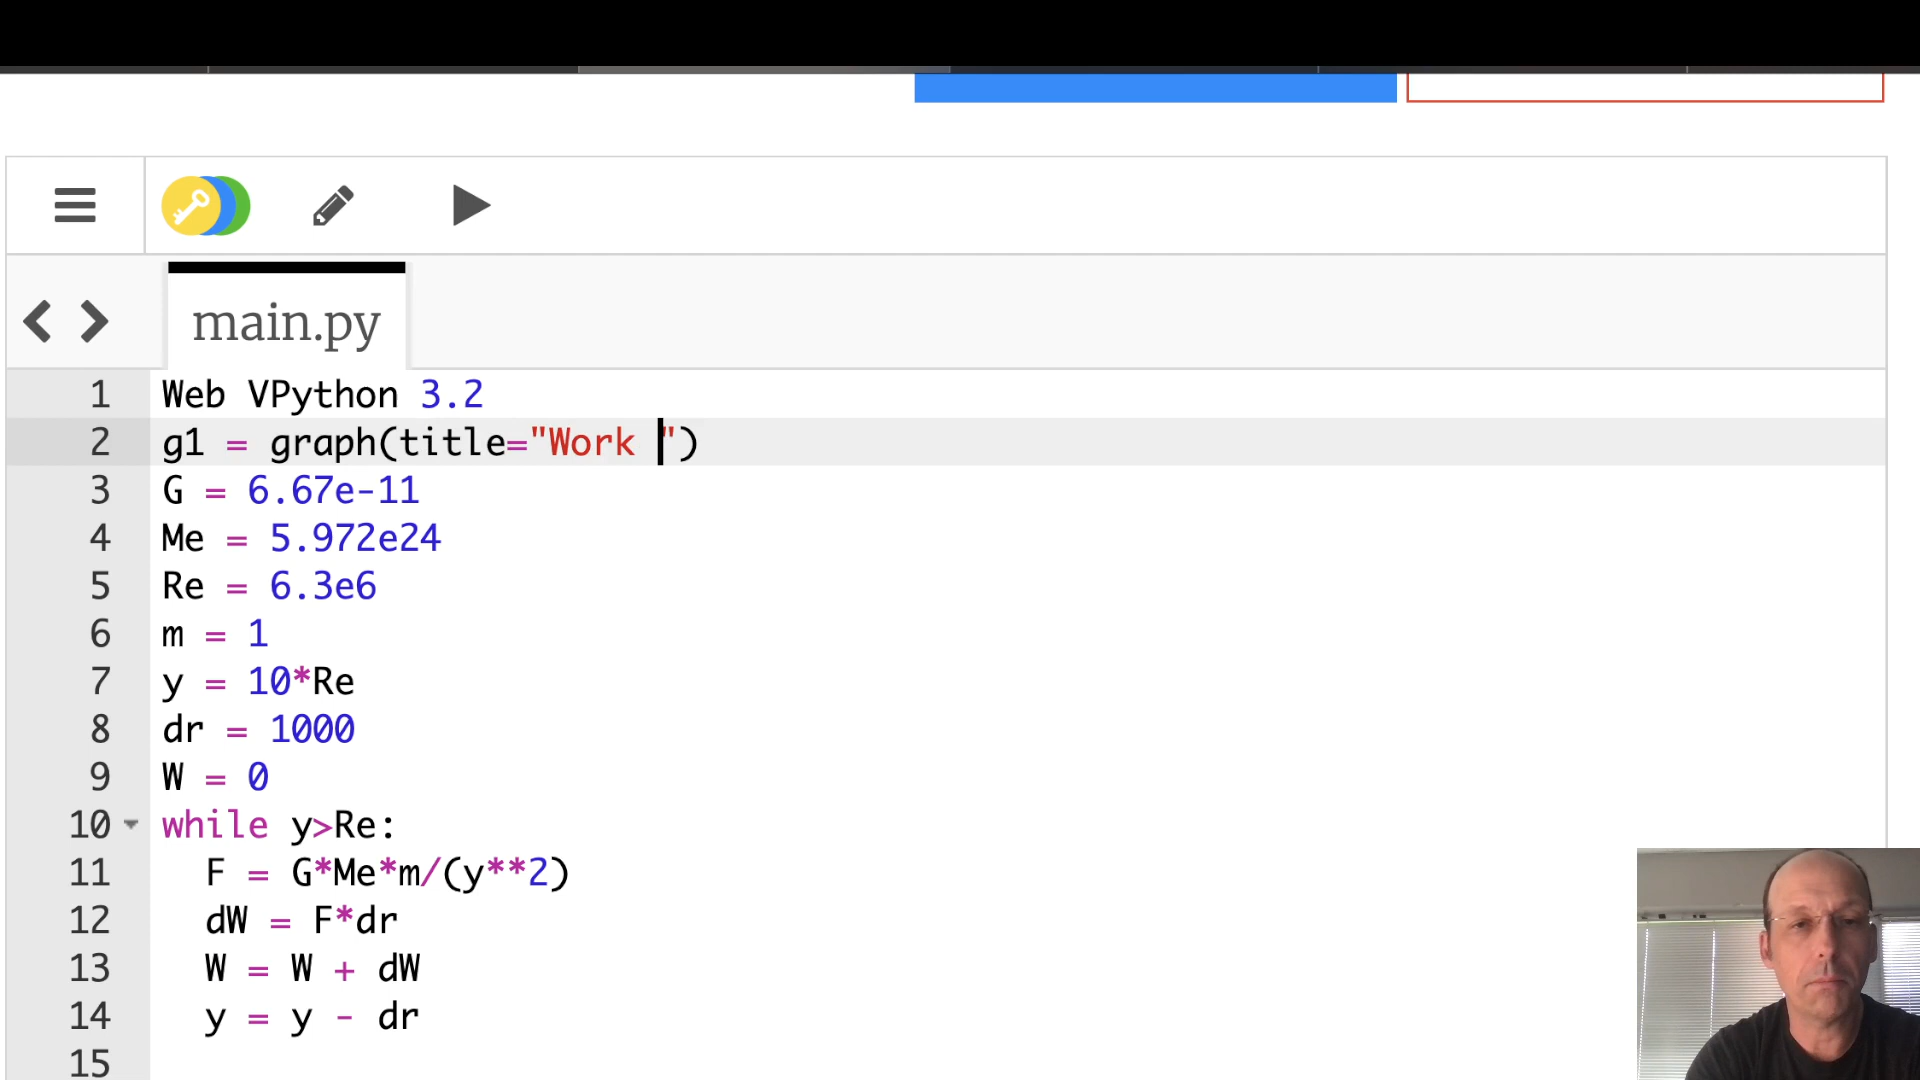 main.py
1 Web VPython 3.2
2 g1 = graph(title="Work ")
3 G = 6.67e-11
4 Me = 5.972e24
5 Re = 6.3e6
6 m = 1
7 y = 10*Re
8 dr = 1000
9 W = 0
10 while y>Re:
11 F = G*Me*m/(y**2)
12 dW = F*dr
13 W = W + dW
14 y = y - dr
15